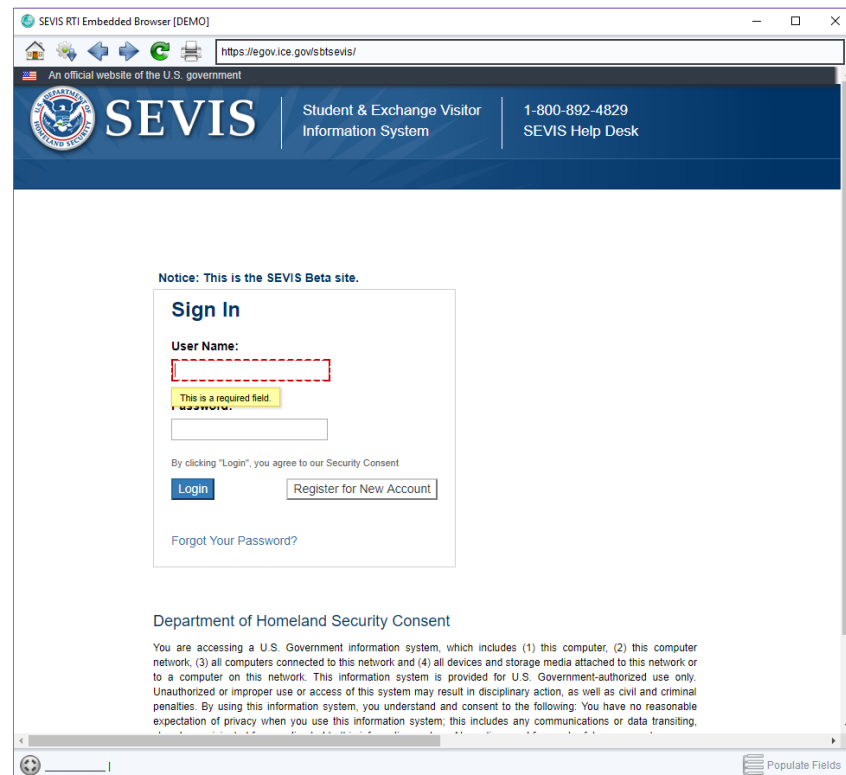 SEVIS RTI Embedded Browser [DEMO]
https://egov.ice.gov/sbtsevis/
An official website of the U.S. government
U.S. DEPARTMENT OF HOMELAND SECURITY
SEVIS
Student & Exchange Visitor
Information System
1-800-892-4829
SEVIS Help Desk
Notice: This is the SEVIS Beta site.
Sign In
User Name:
This is a required field.
Password:
By clicking "Login", you agree to our Security Consent
Login
Register for New Account
Forgot Your Password?
Department of Homeland Security Consent
You are accessing a U.S. Government information system, which includes (1) this computer, (2) this computer
network, (3) all computers connected to this network and (4) all devices and storage media attached to this network or
to a computer on this network. This information system is provided for U.S. Government-authorized use only.
Unauthorized or improper use or access of this system may result in disciplinary action, as well as civil and criminal
penalties. By using this information system, you understand and consent to the following: You have no reasonable
expectation of privacy when you use this information system; this includes any communications or data transiting,
Populate Fields